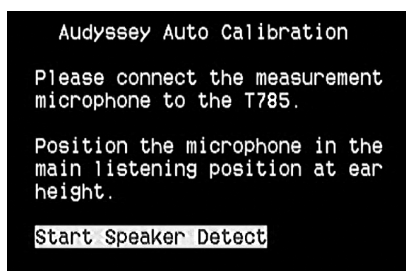 Audyssey Auto Calibration
Please connect the measurement
microphone to the T785.
Position the microphone in the
main listening position at ear
height.
Start Speaker Detect